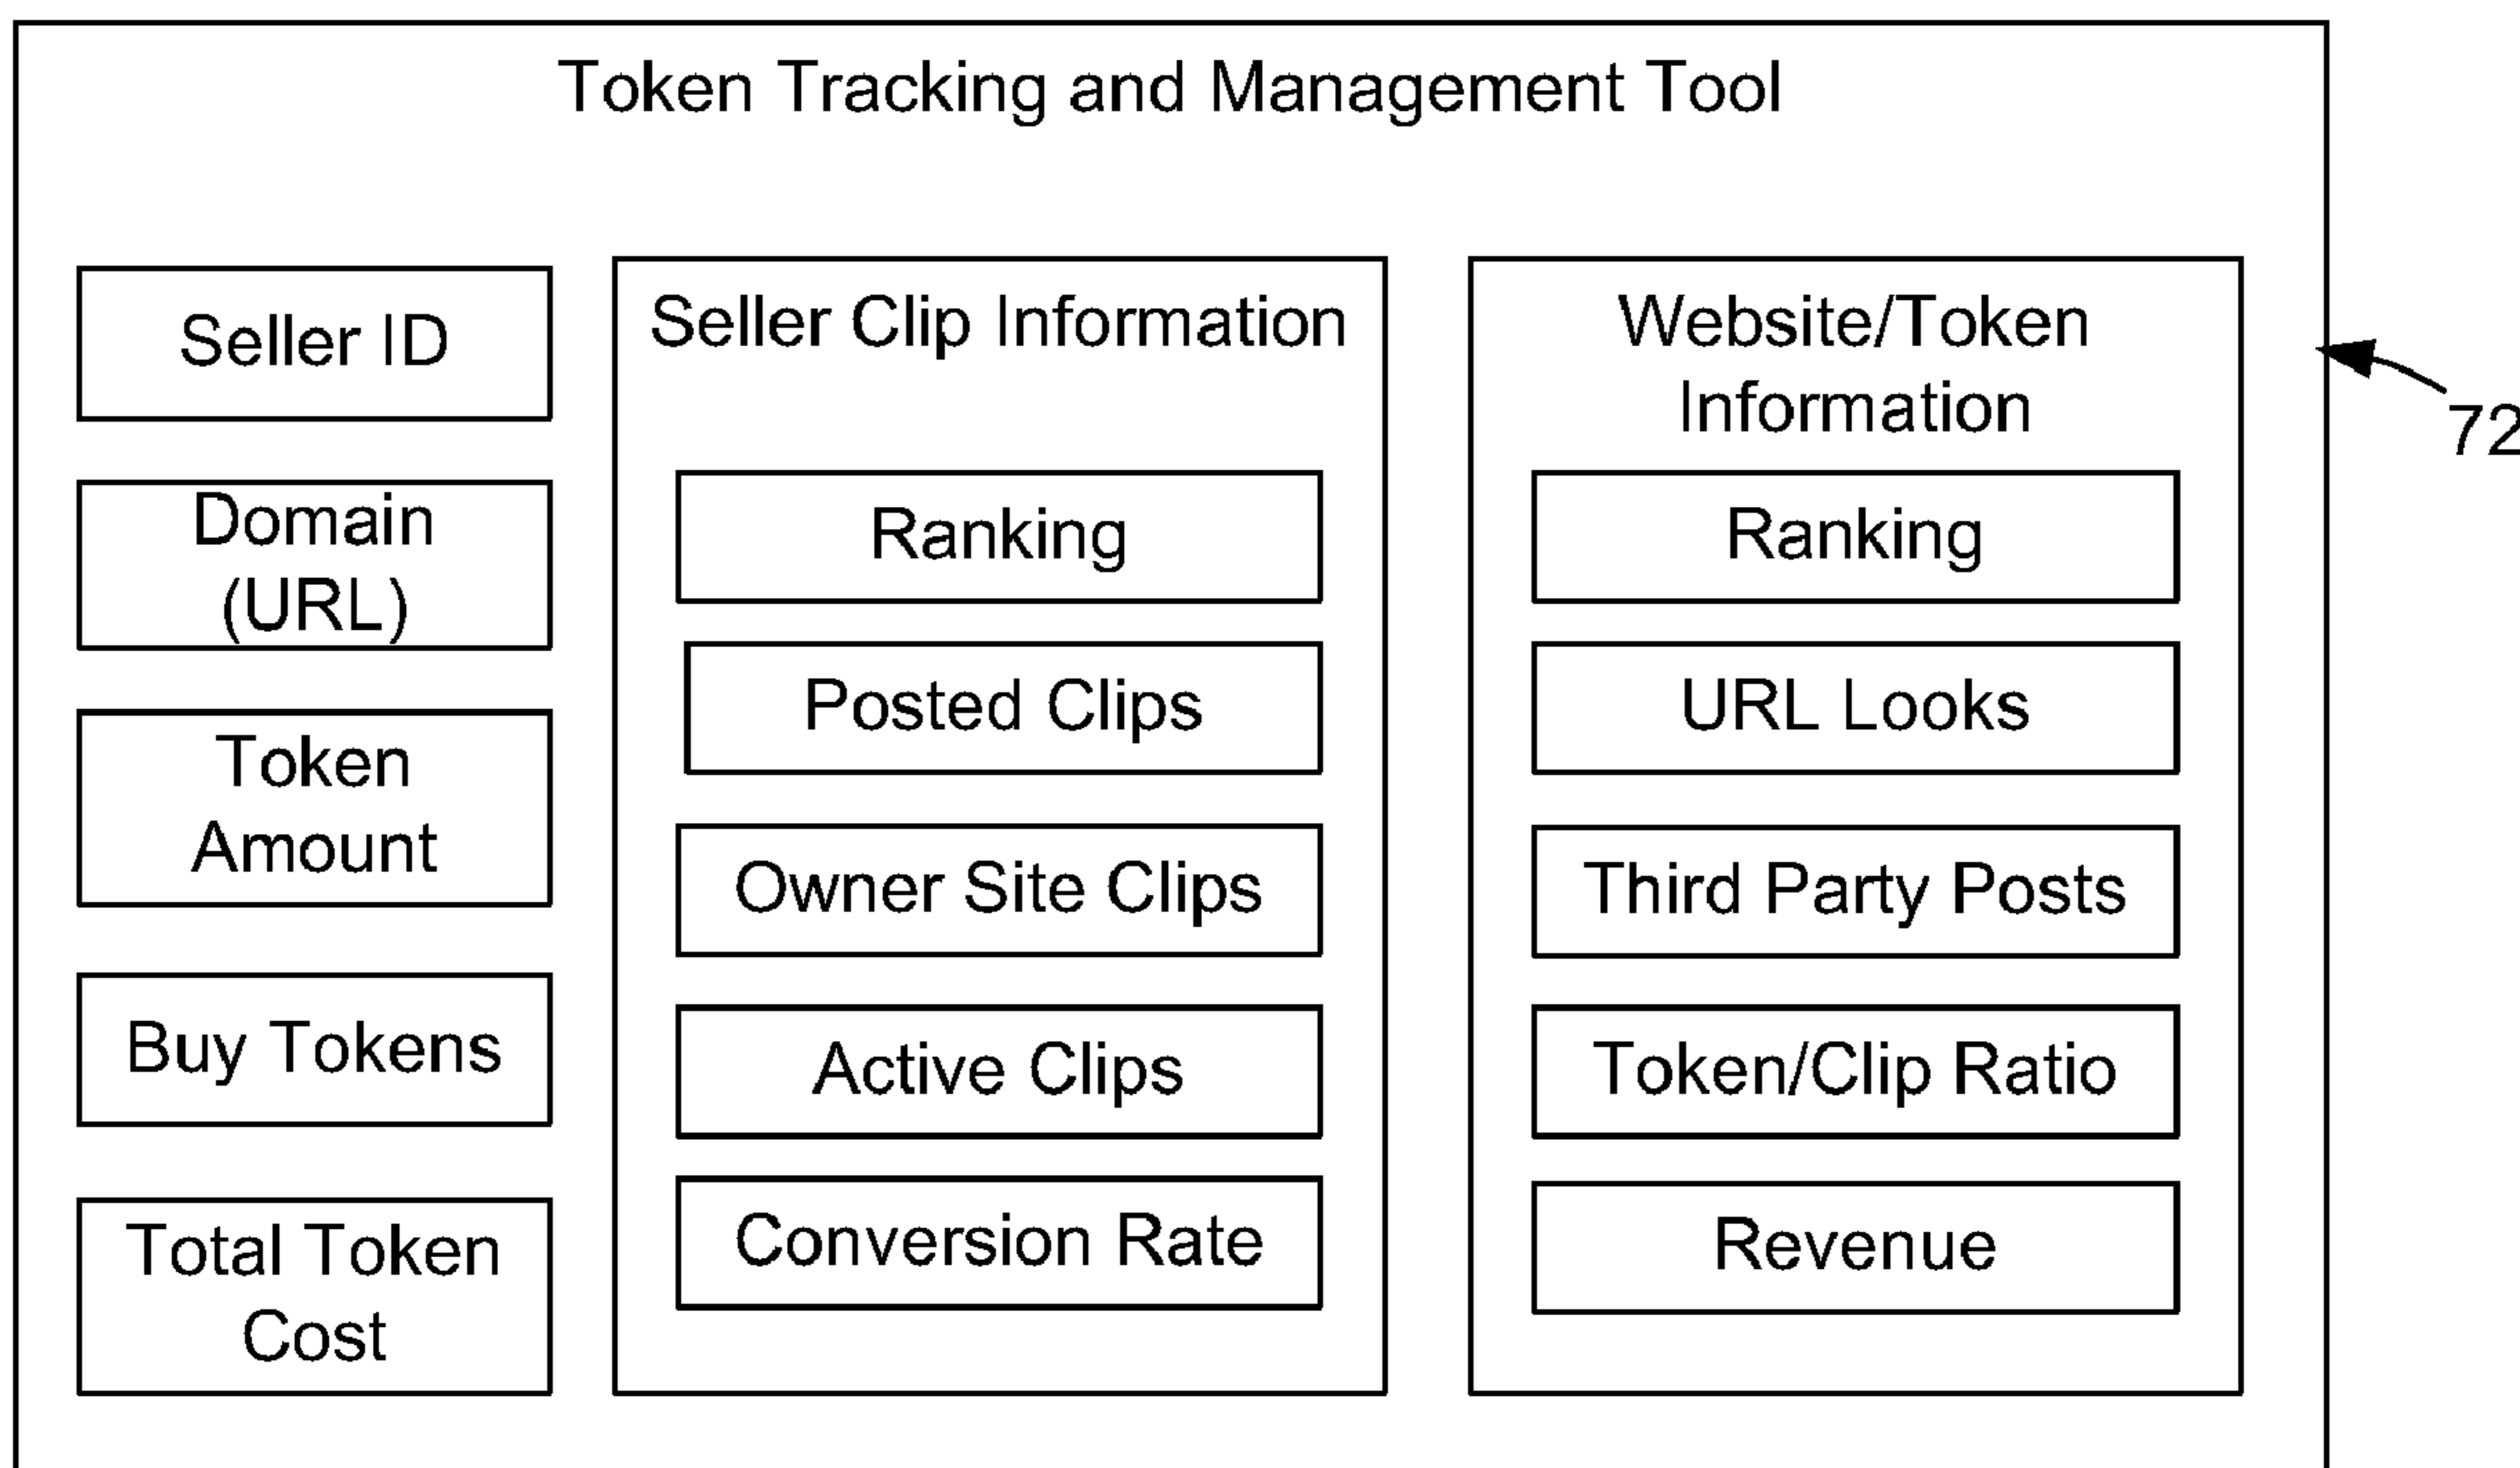 Token Tracking and Management Tool
Seller ID
Domain
(URL)
Token
Amount
Buy Tokens
Total Token
Cost
Seller Clip Information
Ranking
Posted Clips
Owner Site Clips
Active Clips
Conversion Rate
Website/Token
Information
Ranking
URL Looks
Third Party Posts
Token/Clip Ratio
Revenue
72